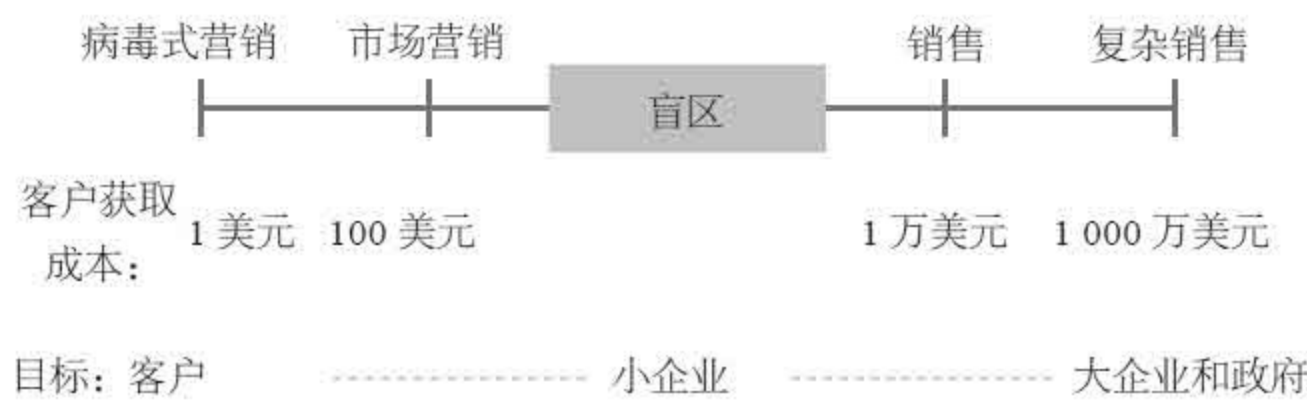 病毒式营销 市场营销 销售 复杂销售
盲区
客户获取
成本： 1 美元 100 美元 1 万美元 1 000 万美元
目标：客户 小企业 大企业和政府